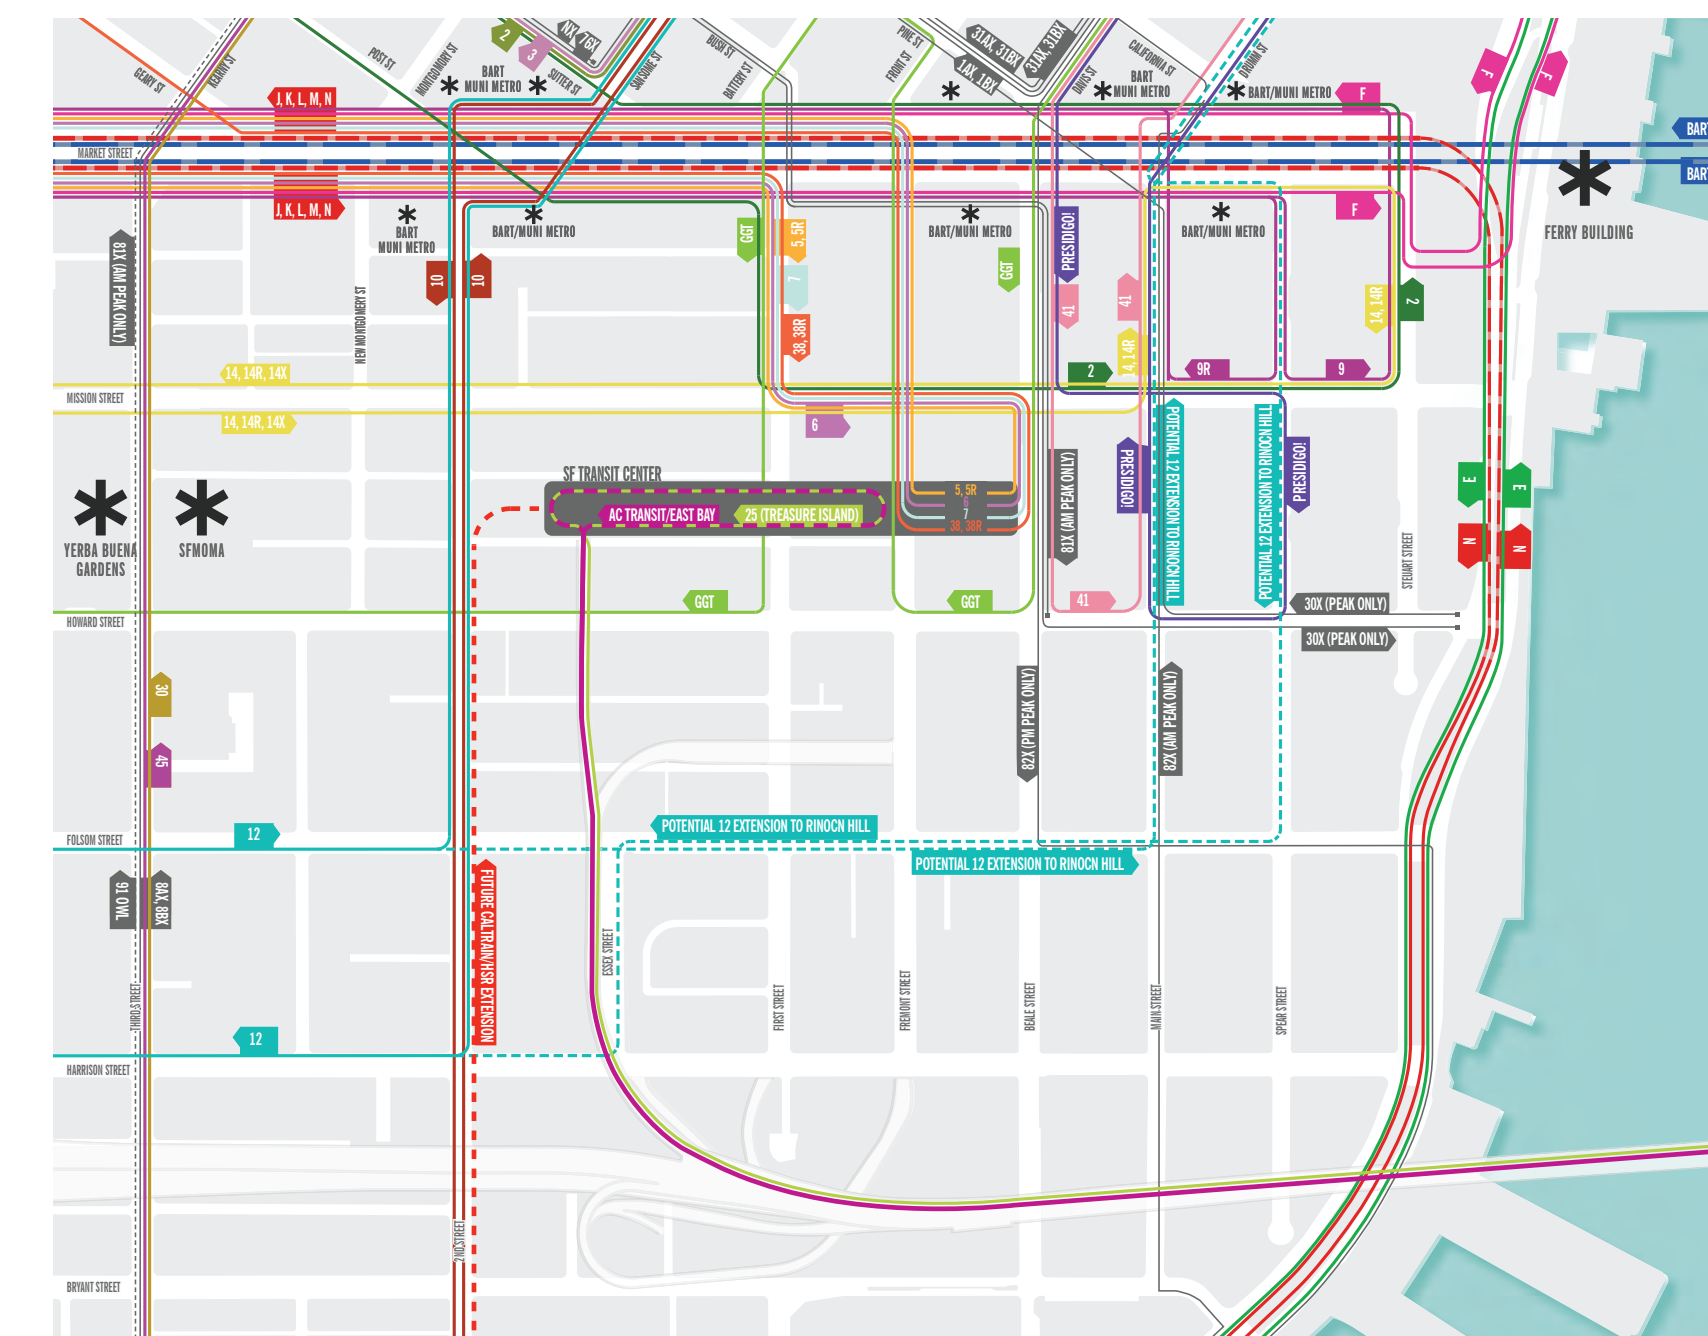 GEARY ST
KERRY ST
POST ST
MONTGOMORY ST
2
3
NX, 76X
SUTTER ST
SANSOME ST
BUSH ST
BATTERY ST
PINE ST
FRONT ST
31AX, 31BX
31AX, 31BX
1AX, 1BX
DAVIS ST
CALIFORNIA ST
DRUMM ST
F
F
BART
MUNI METRO
BART
MUNI METRO
BART/MUNI METRO
F
J, K, L, M, N
MARKET STREET
BAR
BAR
J, K, L, M, N
BART
MUNI METRO
BART/MUNI METRO
BART/MUNI METRO
BART/MUNI METRO
F
FERRY BUILDING
81X (AM PEAK ONLY)
10
10
NEW MONTGOMERY ST
GGT
5, 5R
7
38, 38R
GGT
PRESIDIGO!
41
41
14, 14R
14, 14R
2
2
9R
9
14, 14R, 14X
MISSION STREET
14, 14R, 14X
6
SF TRANSIT CENTER
AC TRANSIT/EAST BAY
25 (TREASURE ISLAND)
5, 5R
6
7
38, 38R
81X (AM PEAK ONLY)
PRESIDIGO!
POTENTIAL 12 EXTENSION TO RINOCN HILL
POTENTIAL 12 EXTENSION TO RINOCN HILL
PRESIDIGO!
E
E
N
N
STEUART STREET
YERBA BUENA
GARDENS
SFMOMA
GGT
GGT
41
30X (PEAK ONLY)
30X (PEAK ONLY)
HOWARD STREET
30
45
82X (PM PEAK ONLY)
82X (AM PEAK ONLY)
FOLSOM STREET
12
POTENTIAL 12 EXTENSION TO RINOCN HILL
POTENTIAL 12 EXTENSION TO RINOCN HILL
91 OWL
8AX, 8BX
FUTURE CALTRAIN/HSR EXTENSION
ESSEX STREET
THIRD STREET
FIRST STREET
FREMONT STREET
BEALE STREET
MAIN STREET
SPEAR STREET
12
HARRISON STREET
2ND STREET
BRYANT STREET